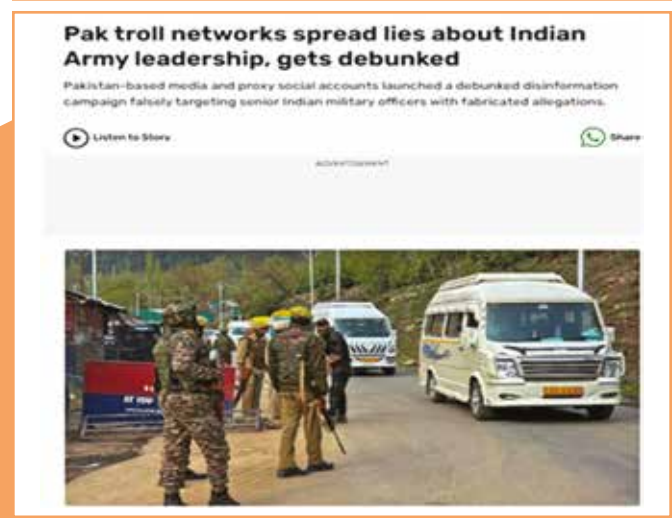 Pak troll networks spread lies about Indian
Army leadership, gets debunked
Pakistan-based media and proxy social accounts launched a debunked disinformation
campaign falsely targeting senior Indian military officers with fabricated allegations.
Listen to Story
Share
ADVERTISEMENT